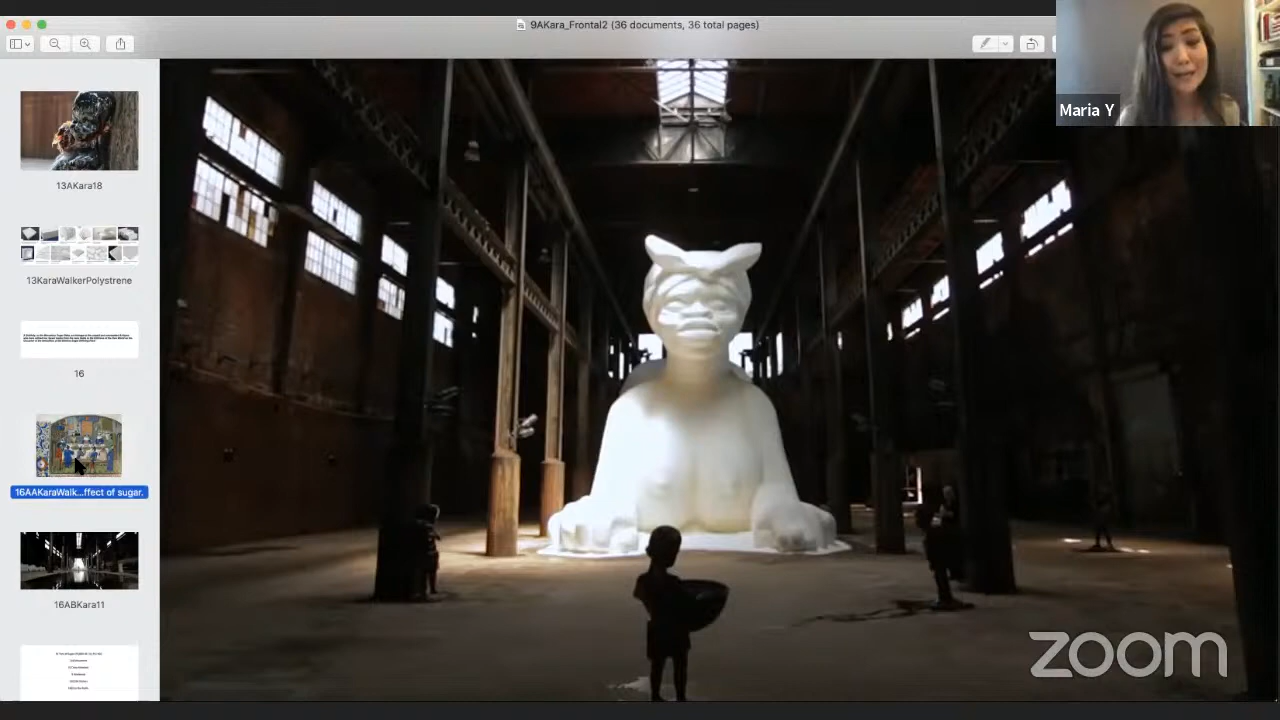 9AKara_Frontal2 (36 documents, 36 total pages)
Maria Y
13AKara18
13KaraWalkerPolystrene
16
16AAKaraWalk...ffect of sugar.
16ABKara11
zoom